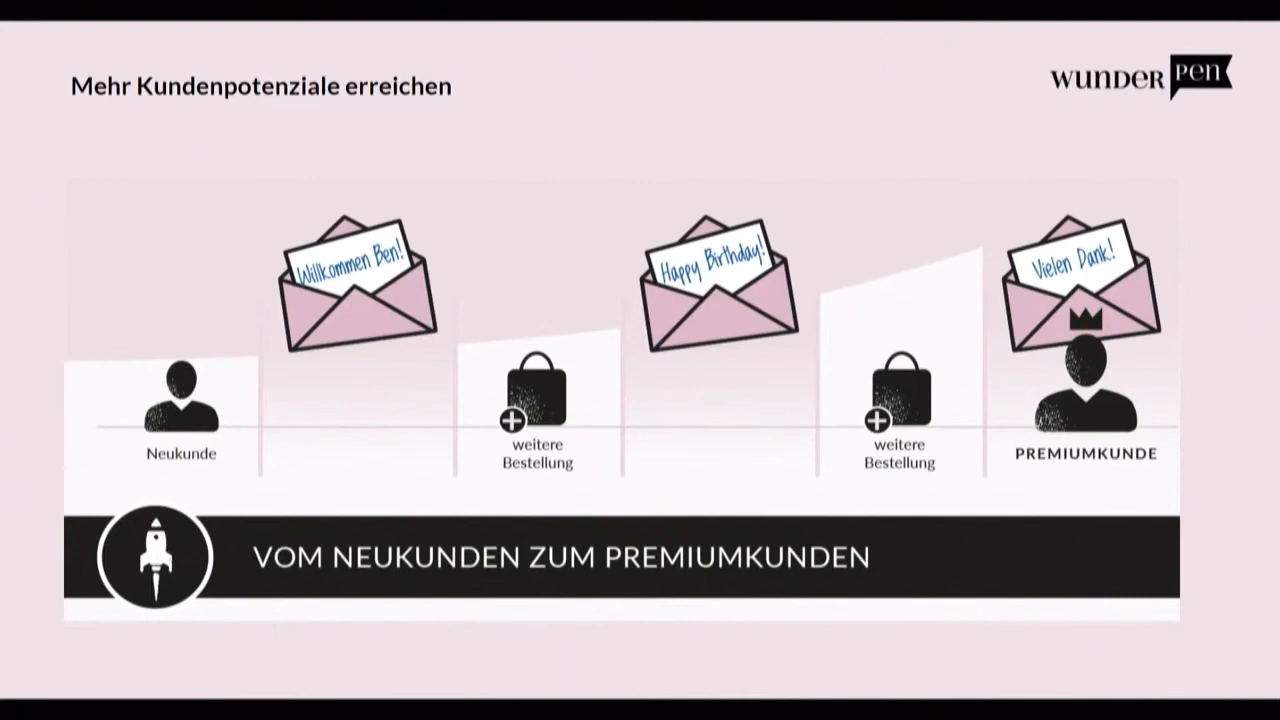 Mehr Kundenpotenziale erreichen
WUNDER pen
Willkommen Ben!
Happy Birthday!
Vielen Dank!
Neukunde
weitere
Bestellung
weitere
Bestellung
PREMIUMKUNDE
VOM NEUKUNDEN ZUM PREMIUMKUNDEN